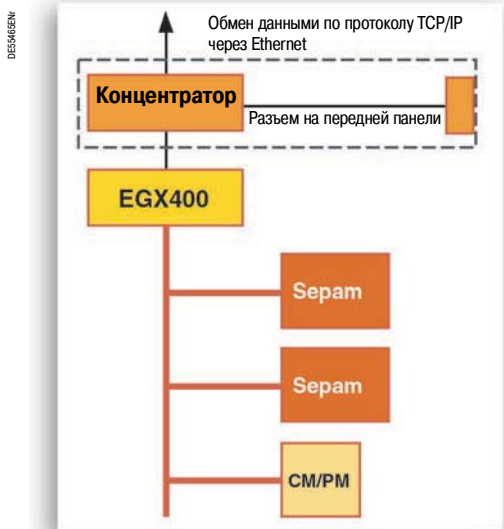 DE55465ENr
Обмен данными по протоколу TCP/IP
через Ethernet
Концентратор
Разъем на передней панели
EGX400
Sepam
Sepam
CM/PM